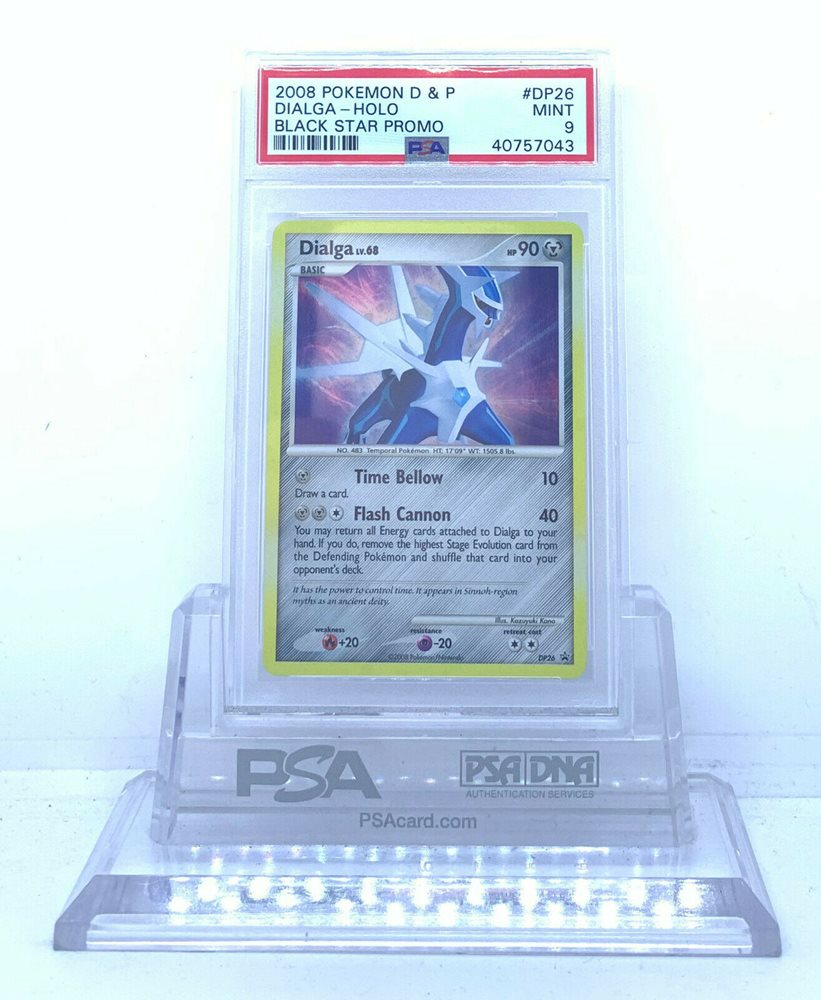 2008 POKEMON D & P #DP26
DIALGA - HOLO MINT
BLACK STAR PROMO 9
PSA 40757043
Dialga LV.68 HP 90
BASIC
NO. 483 Temporal Pokémon HT: 17'09" WT: 1505.8 lbs.
Time Bellow 10
Draw a card.
Flash Cannon 40
You may return all Energy cards attached to Dialga to your
hand. If you do, remove the highest Stage Evolution card from
the Defending Pokémon and shuffle that card into your
opponent's deck.
It has the power to control time. It appears in Sinnoh-region
myths as an ancient deity.
Illus. Kazuyuki Kano
weakness resistance retreat cost
+20 -20
©2008 Pokémon/Nintendo DP26
PSA PSA DNA
AUTHENTICATION SERVICES
PSAcard.com